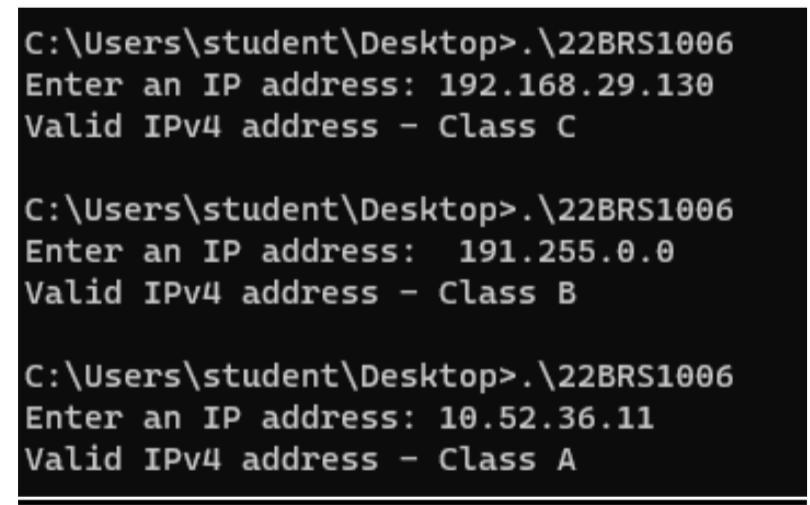 C:\Users\student\Desktop>.\22BRS1006
Enter an IP address: 192.168.29.130
Valid IPv4 address - Class C
C:\Users\student\Desktop>.\22BRS1006
Enter an IP address:  191.255.0.0
Valid IPv4 address - Class B
C:\Users\student\Desktop>.\22BRS1006
Enter an IP address: 10.52.36.11
Valid IPv4 address - Class A